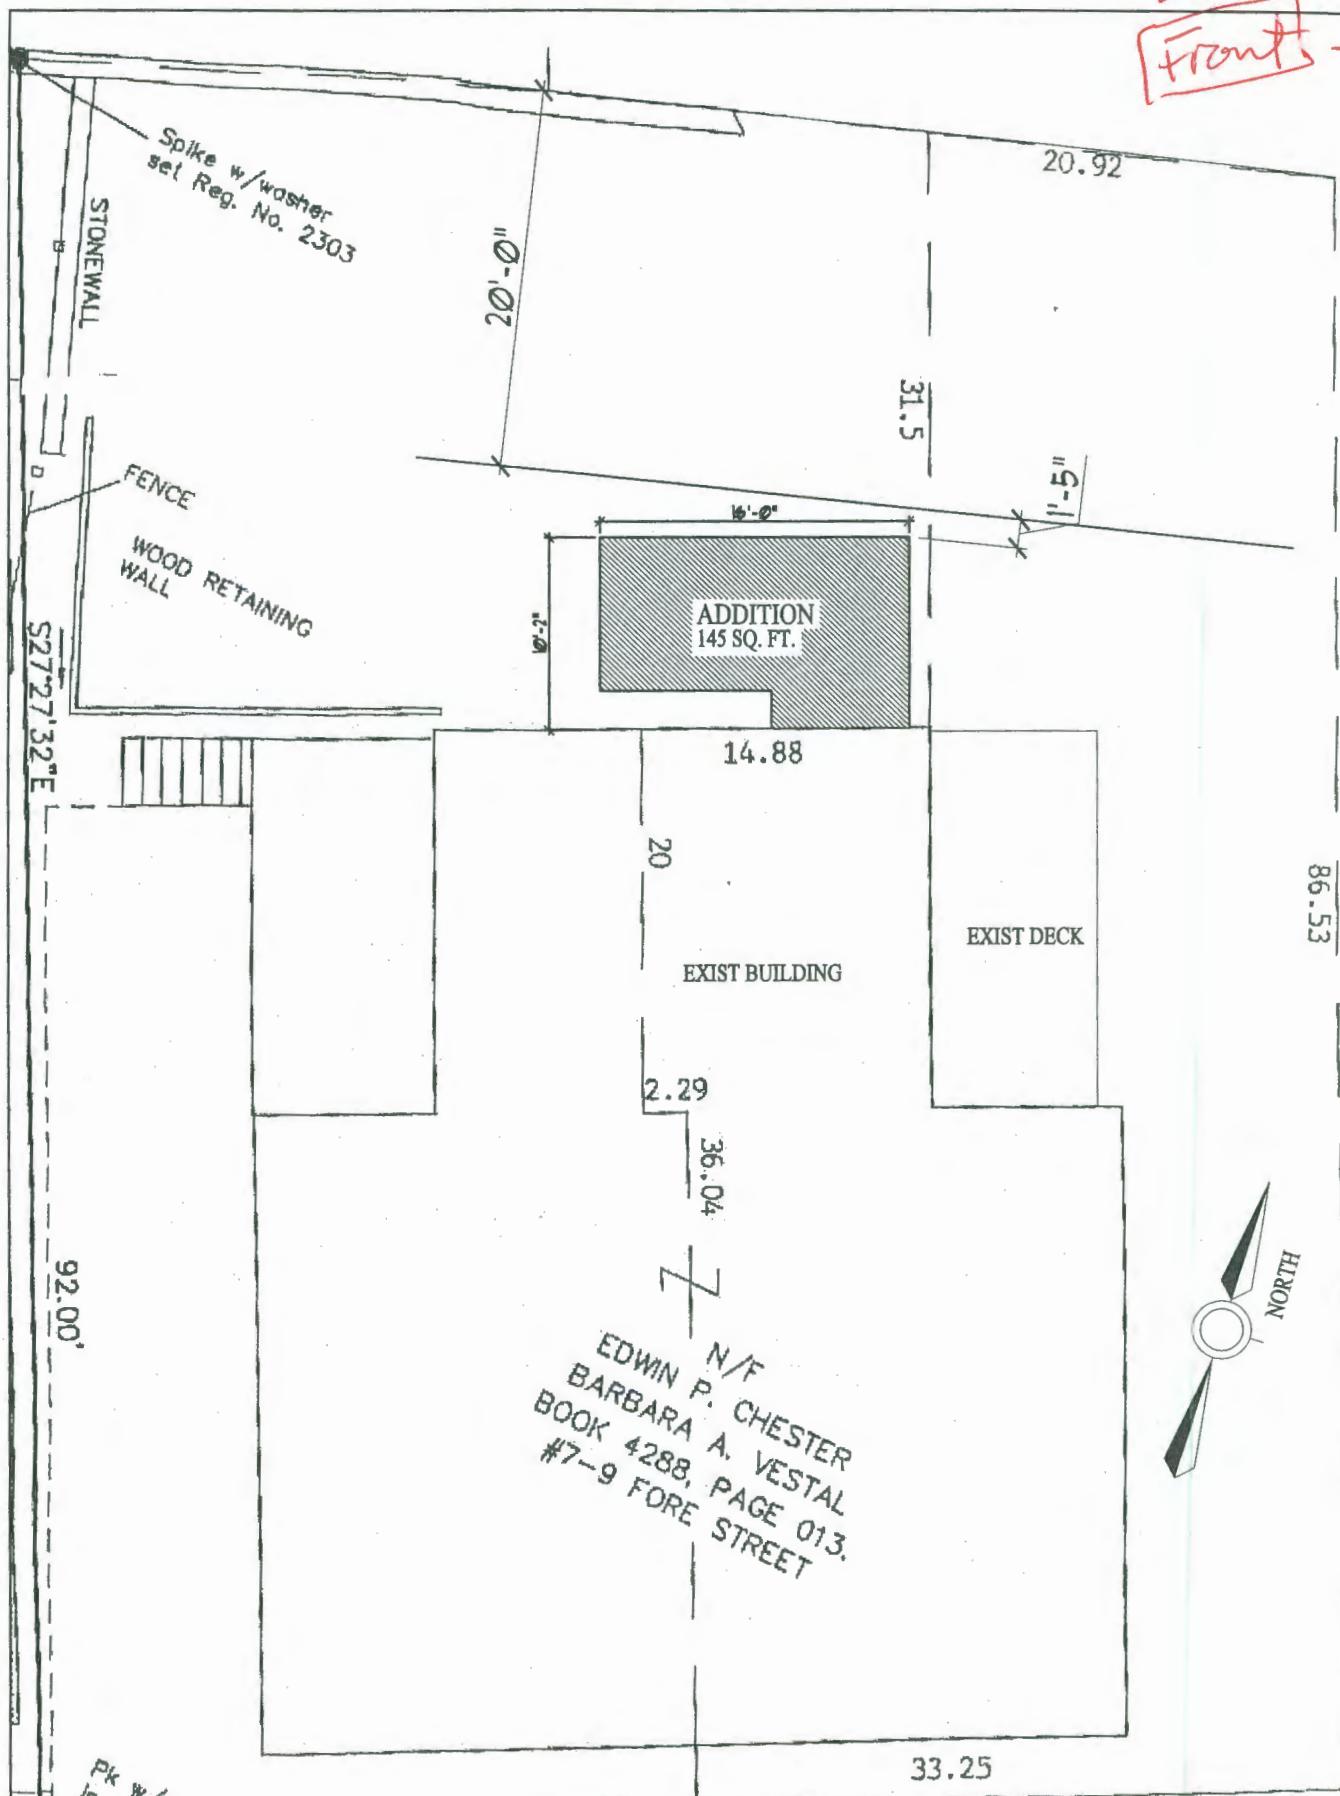 Front
20.92
Spike w/washer
set Reg. No. 2303
STONEWALL
20'-0"
31.5
1'-5"
FENCE
16'-0"
WOOD RETAINING
WALL
10'-2"
ADDITION
145 SQ. FT.
S27°27'32"E
14.88
20
86.53
EXIST DECK
EXIST BUILDING
2.29
36.04
NORTH
92.00'
N/F
EDWIN P. CHESTER
BARBARA A. VESTAL
BOOK 4288, PAGE 013.
#7-9 FORE STREET
33.25
PK